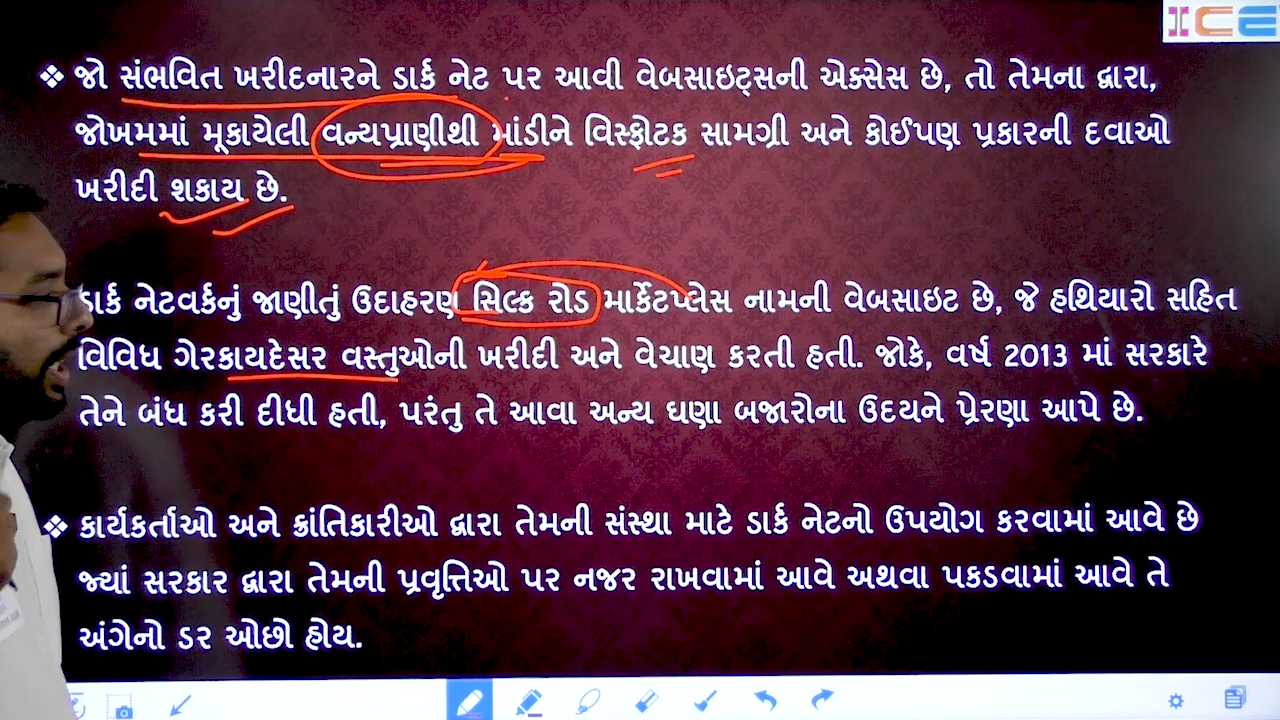 ICE
❖ જો સંભવિત ખરીદનારને ડાર્ક નેટ પર આવી વેબસાઇટ્સની એક્સેસ છે, તો તેમના દ્વારા,
જોખમમાં મૂકાયેલી વન્યપ્રાણીથી માંડીને વિસ્ફોટક સામગ્રી અને કોઈપણ પ્રકારની દવાઓ
ખરીદી શકાય છે.
ડાર્ક નેટવર્કનું જાણીતું ઉદાહરણ સિલ્ક રોડ માર્કેટપ્લેસ નામની વેબસાઇટ છે, જે હથિયારો સહિત
વિવિધ ગેરકાયદેસર વસ્તુઓની ખરીદી અને વેચાણ કરતી હતી. જોકે, વર્ષ 2013 માં સરકારે
તેને બંધ કરી દીધી હતી, પરંતુ તે આવા અન્ય ઘણા બજારોના ઉદયને પ્રેરણા આપે છે.
❖ કાર્યકર્તાઓ અને ક્રાંતિકારીઓ દ્વારા તેમની સંસ્થા માટે ડાર્ક નેટનો ઉપયોગ કરવામાં આવે છે
જ્યાં સરકાર દ્વારા તેમની પ્રવૃત્તિઓ પર નજર રાખવામાં આવે અથવા પકડવામાં આવે તે
અંગેનો ડર ઓછો હોય.